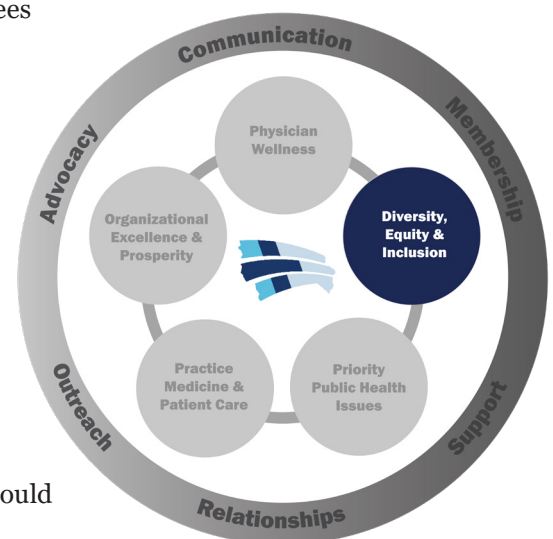 ees
Communication
Advocacy
Membership
Physician
Wellness
Organizational
Excellence &
Prosperity
Diversity,
Equity &
Inclusion
Practice
Medicine &
Patient Care
Priority
Public Health
Issues
Outreach
Support
Relationships
ould